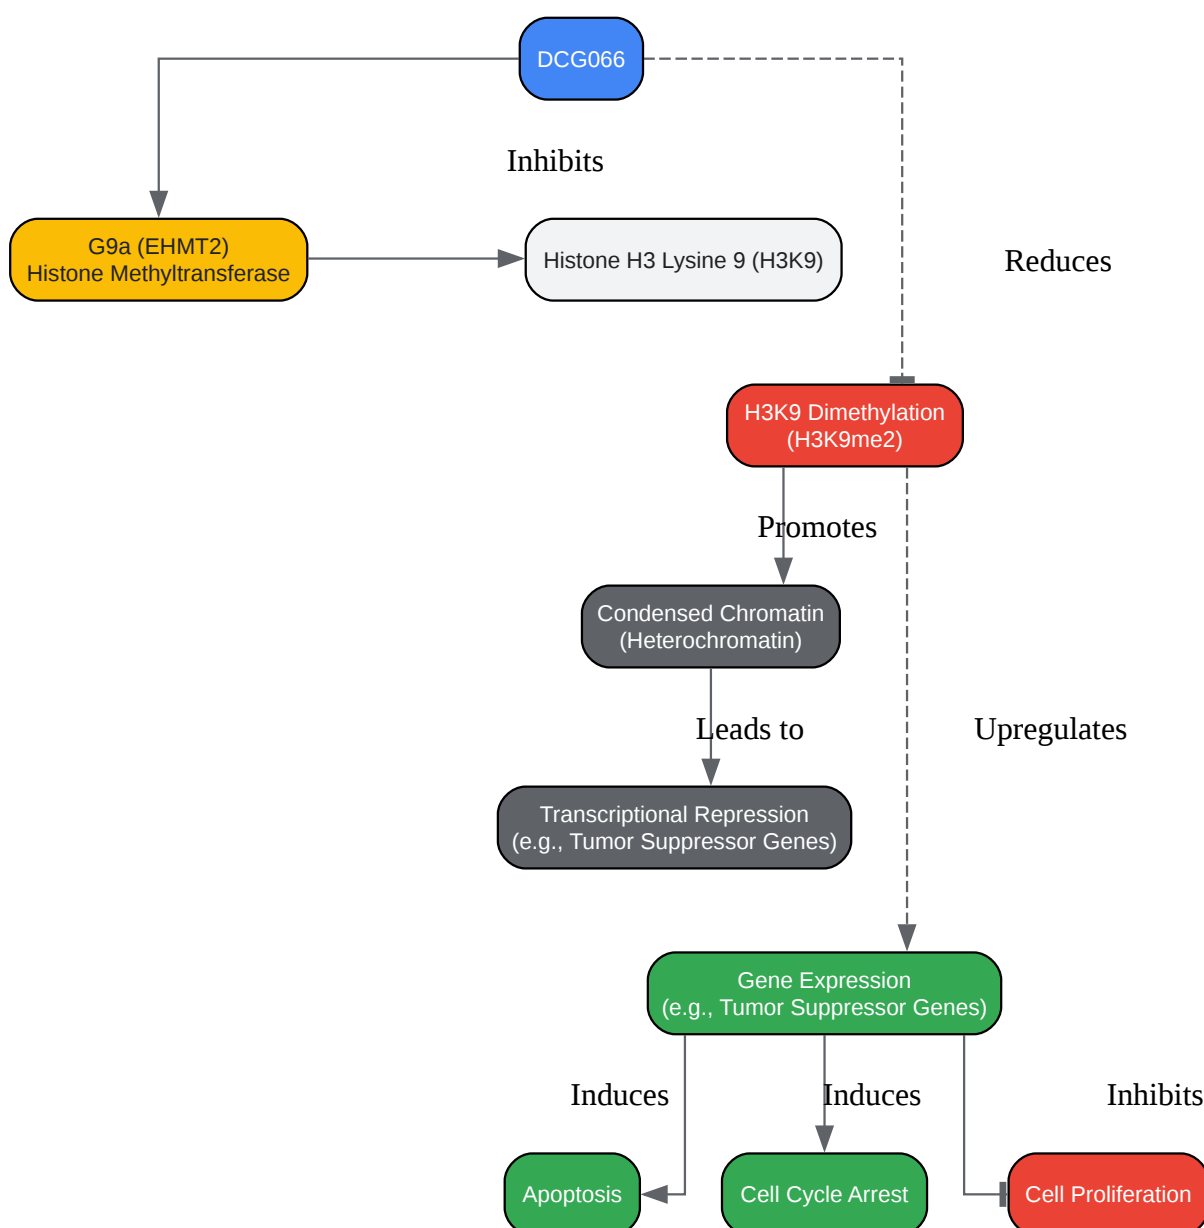 DCG066
Inhibits
G9a (EHMT2)
Histone Methyltransferase
Histone H3 Lysine 9 (H3K9)
Reduces
H3K9 Dimethylation
(H3K9me2)
Promotes
Condensed Chromatin
(Heterochromatin)
Leads to
Upregulates
Transcriptional Repression
(e.g., Tumor Suppressor Genes)
Gene Expression
(e.g., Tumor Suppressor Genes)
Induces
Induces
Inhibits
Apoptosis
Cell Cycle Arrest
Cell Proliferation